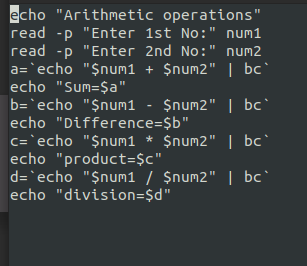 echo "Arithmetic operations"
read -p "Enter 1st No:" num1
read -p "Enter 2nd No:" num2
a=`echo "$num1 + $num2" | bc`
echo "Sum=$a"
b=`echo "$num1 - $num2" | bc`
echo "Difference=$b"
c=`echo "$num1 * $num2" | bc`
echo "product=$c"
d=`echo "$num1 / $num2" | bc`
echo "division=$d"